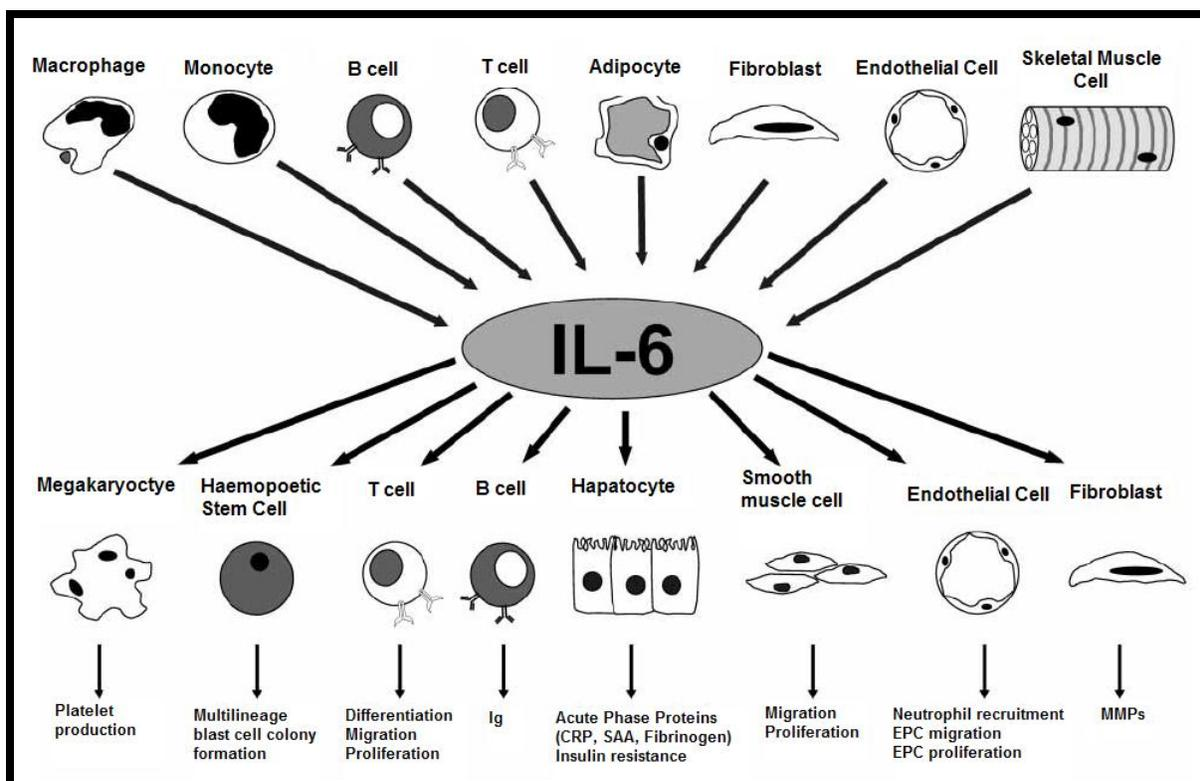 Macrophage
Monocyte
B cell
T cell
Adipocyte
Fibroblast
Endothelial Cell
Skeletal Muscle
Cell
IL-6
Megakaryoctye
Haemopoetic
Stem Cell
T cell
B cell
Hapatocyte
Smooth
muscle cell
Endothelial Cell
Fibroblast
Platelet
production
Multilineage
blast cell colony
formation
Differentiation
Migration
Proliferation
Ig
Acute Phase Proteins
(CRP, SAA, Fibrinogen)
Insulin resistance
Migration
Proliferation
Neutrophil recruitment
EPC migration
EPC proliferation
MMPs